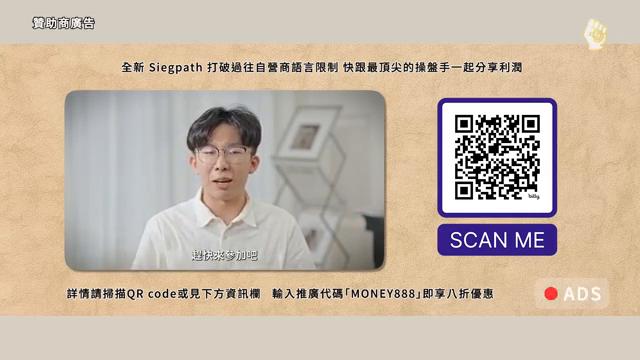 贊助商廣告
全新 Siegpath 打破過往自營商語言限制 快跟最頂尖的操盤手一起分享利潤
趕快來參加吧
bitly
SCAN ME
ADS
詳情請掃描QR code或見下方資訊欄 輸入推廣代碼「MONEY888」即享八折優惠